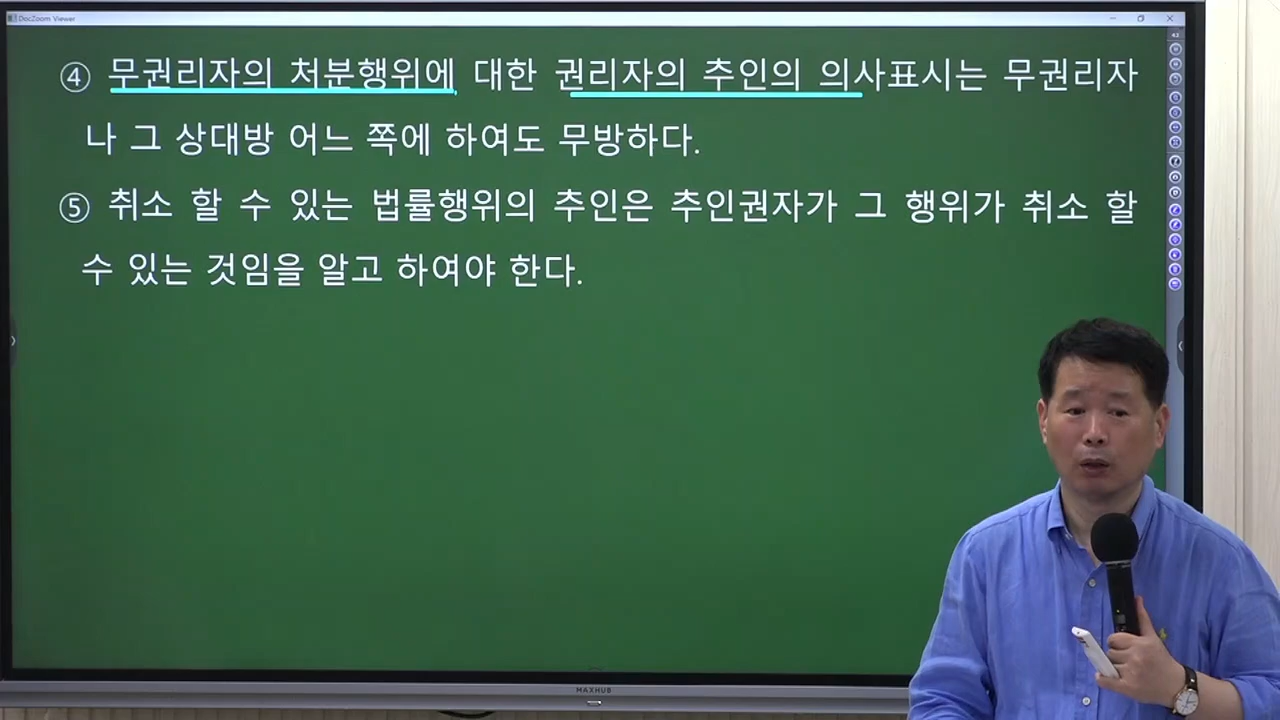 DocZoom Viewer
④ 무권리자의 처분행위에 대한 권리자의 추인의 의사표시는 무권리자
나 그 상대방 어느 쪽에 하여도 무방하다.
⑤ 취소 할 수 있는 법률행위의 추인은 추인권자가 그 행위가 취소 할
수 있는 것임을 알고 하여야 한다.
MAXHUB